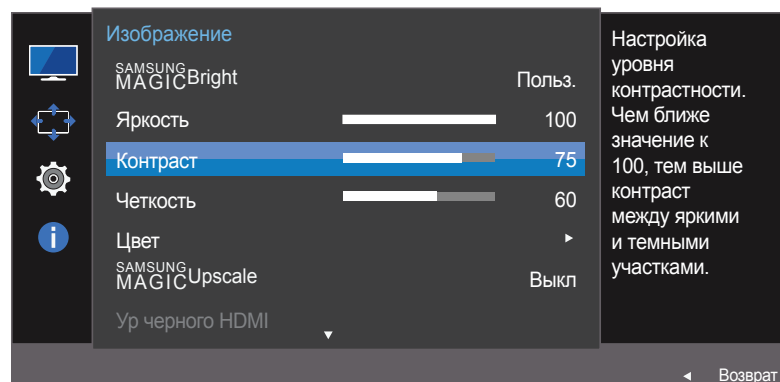 Изображение
SAMSUNG
MAGICBright Польз.
Яркость 100
Контраст 75
Четкость 60
Цвет
SAMSUNG
MAGICUpscale Выкл
Ур черного HDMI
Настройка
уровня
контрастности.
Чем ближе
значение к
100, тем выше
контраст
между яркими
и темными
участками.
Возврат